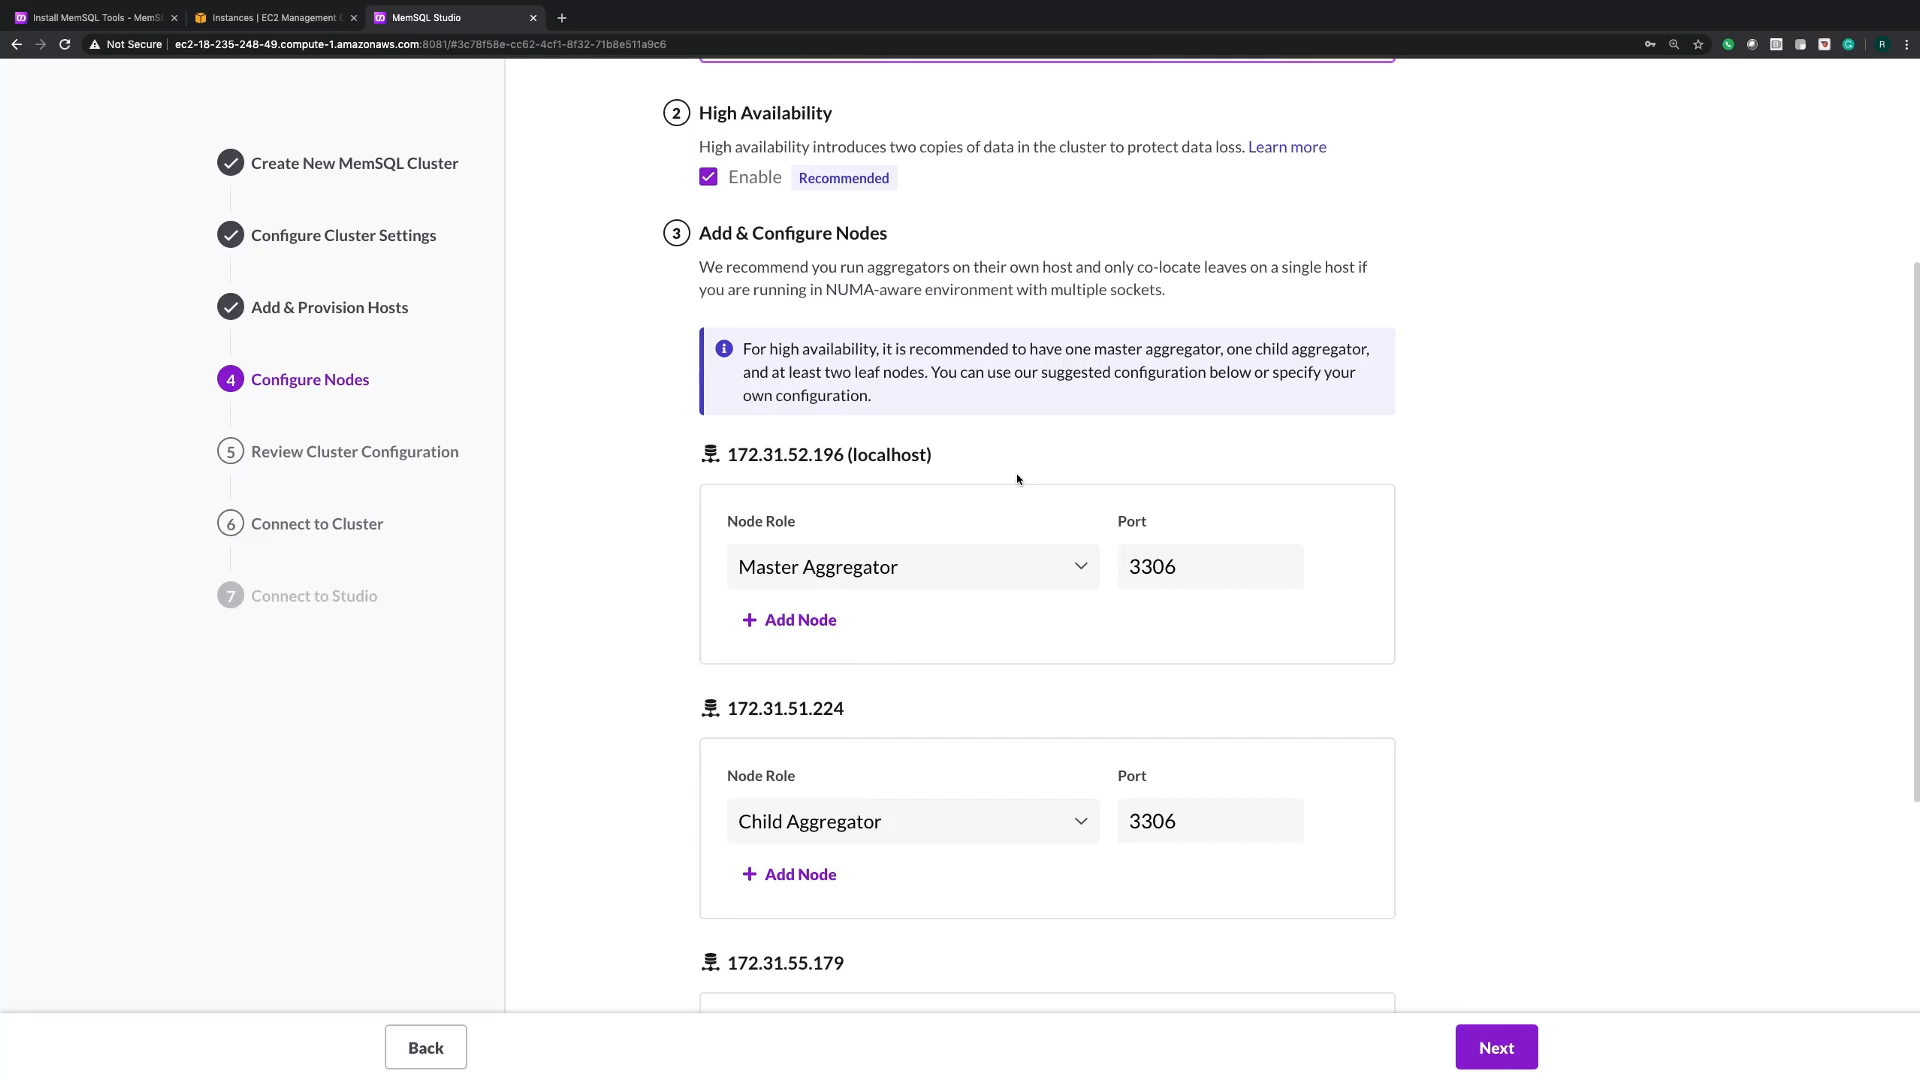 Install MemSQL Tools - MemS
Instances | EC2 Management C
MemSQL Studio
Not Secure
ec2-18-235-248-49.compute-1.amazonaws.com:8081/#3c78f58e-cc62-4cf1-8f32-71b8e511a9c6
R
Create New MemSQL Cluster
Configure Cluster Settings
Add & Provision Hosts
4 Configure Nodes
5 Review Cluster Configuration
6 Connect to Cluster
7 Connect to Studio
2 High Availability
High availability introduces two copies of data in the cluster to protect data loss. Learn more
Enable Recommended
3 Add & Configure Nodes
We recommend you run aggregators on their own host and only co-locate leaves on a single host if
you are running in NUMA-aware environment with multiple sockets.
For high availability, it is recommended to have one master aggregator, one child aggregator,
and at least two leaf nodes. You can use our suggested configuration below or specify your
own configuration.
172.31.52.196 (localhost)
Node Role Port
Master Aggregator 3306
+ Add Node
172.31.51.224
Node Role Port
Child Aggregator 3306
+ Add Node
172.31.55.179
Back
Next